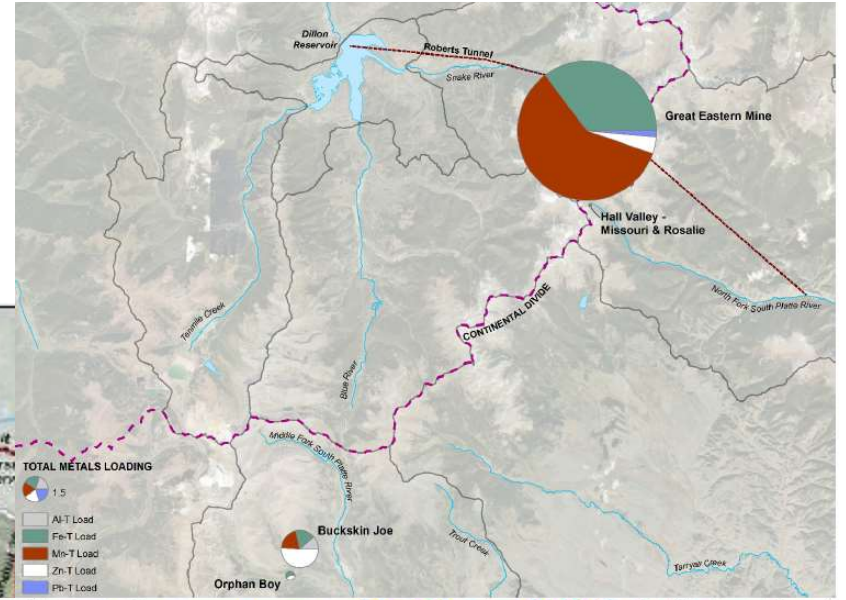 Dillon
Reservoir
Roberts Tunnel
Snake River
Great Eastern Mine
Hall Valley -
Missouri & Rosalie
North Fork South Platte River
CONTINENTAL DIVIDE
Tenmile Creek
Blue River
Middle Fork South Platte River
TOTAL METALS LOADING
1.5
Al-T Load
Fe-T Load
Mn-T Load
Zn-T Load
Pb-T Load
Buckskin Joe
Orphan Boy
Trout Creek
Tarryall Creek